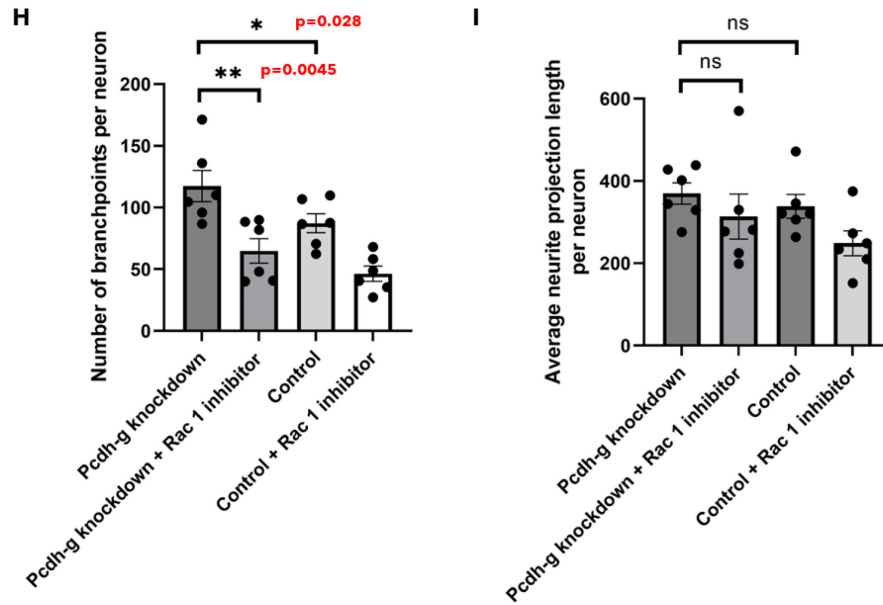 H
* p=0.028
** p=0.0045
Number of branchpoints per neuron
200
150
100
50
0
Pcdh-g knockdown
Pcdh-g knockdown + Rac 1 inhibitor
Control
Control + Rac 1 inhibitor
I
ns
ns
Average neurite projection length
per neuron
600
400
200
0
Pcdh-g knockdown
Pcdh-g knockdown + Rac 1 inhibitor
Control
Control + Rac 1 inhibitor